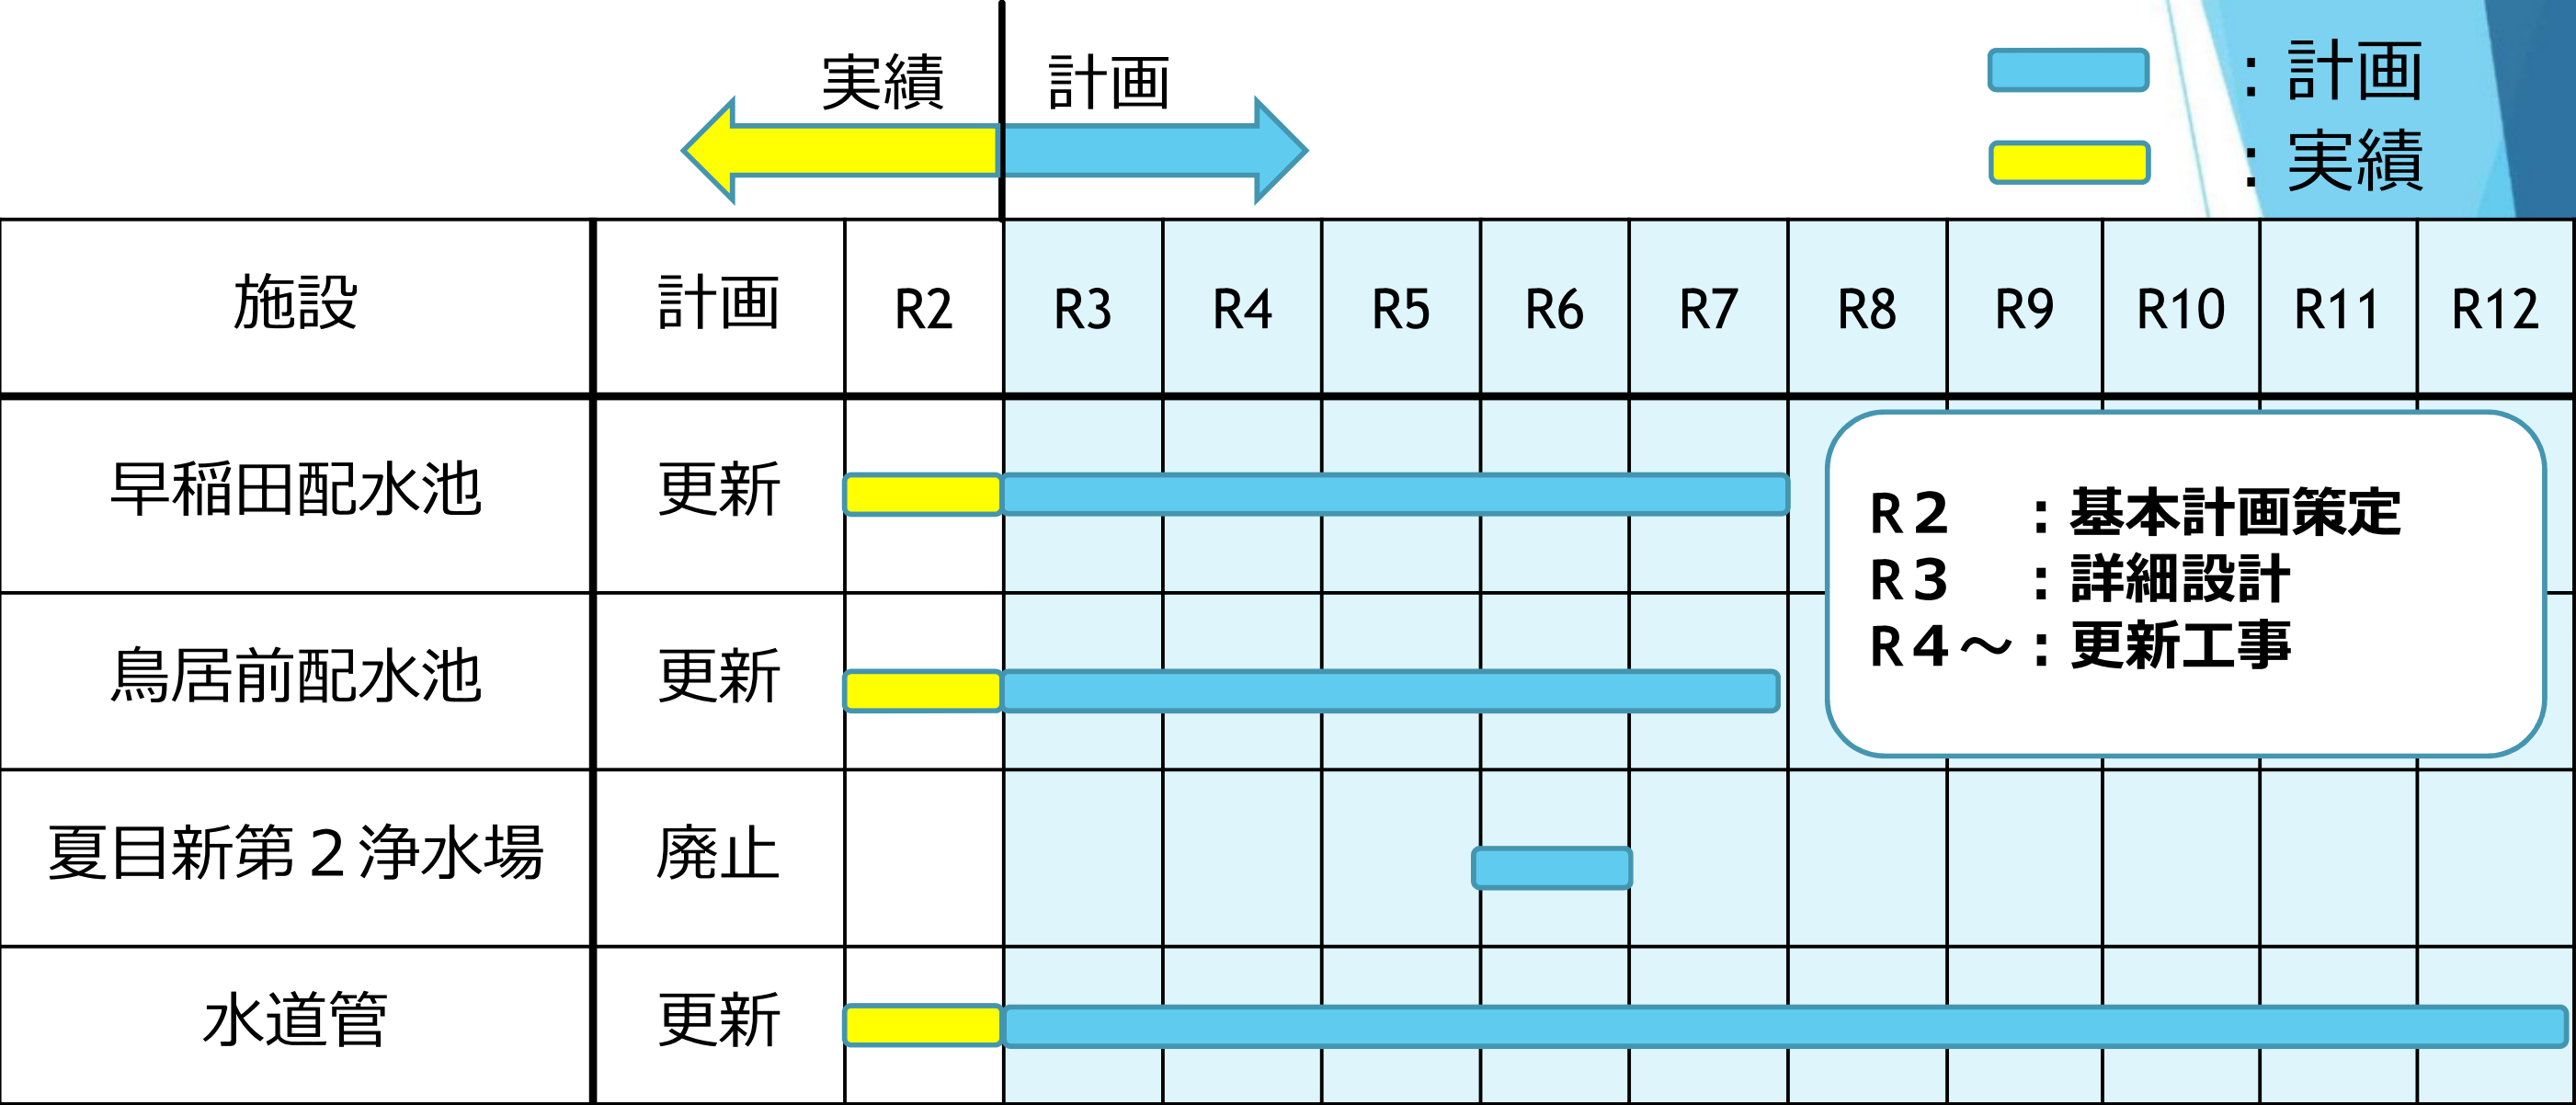 実績 計画
：計画
：実績
施設 計画 R2 R3 R4 R5 R6 R7 R8 R9 R10 R11 R12
早稲田配水池 更新
鳥居前配水池 更新
夏目新第２浄水場 廃止
水道管 更新
Ｒ２　：基本計画策定
Ｒ３　：詳細設計
Ｒ４～：更新工事